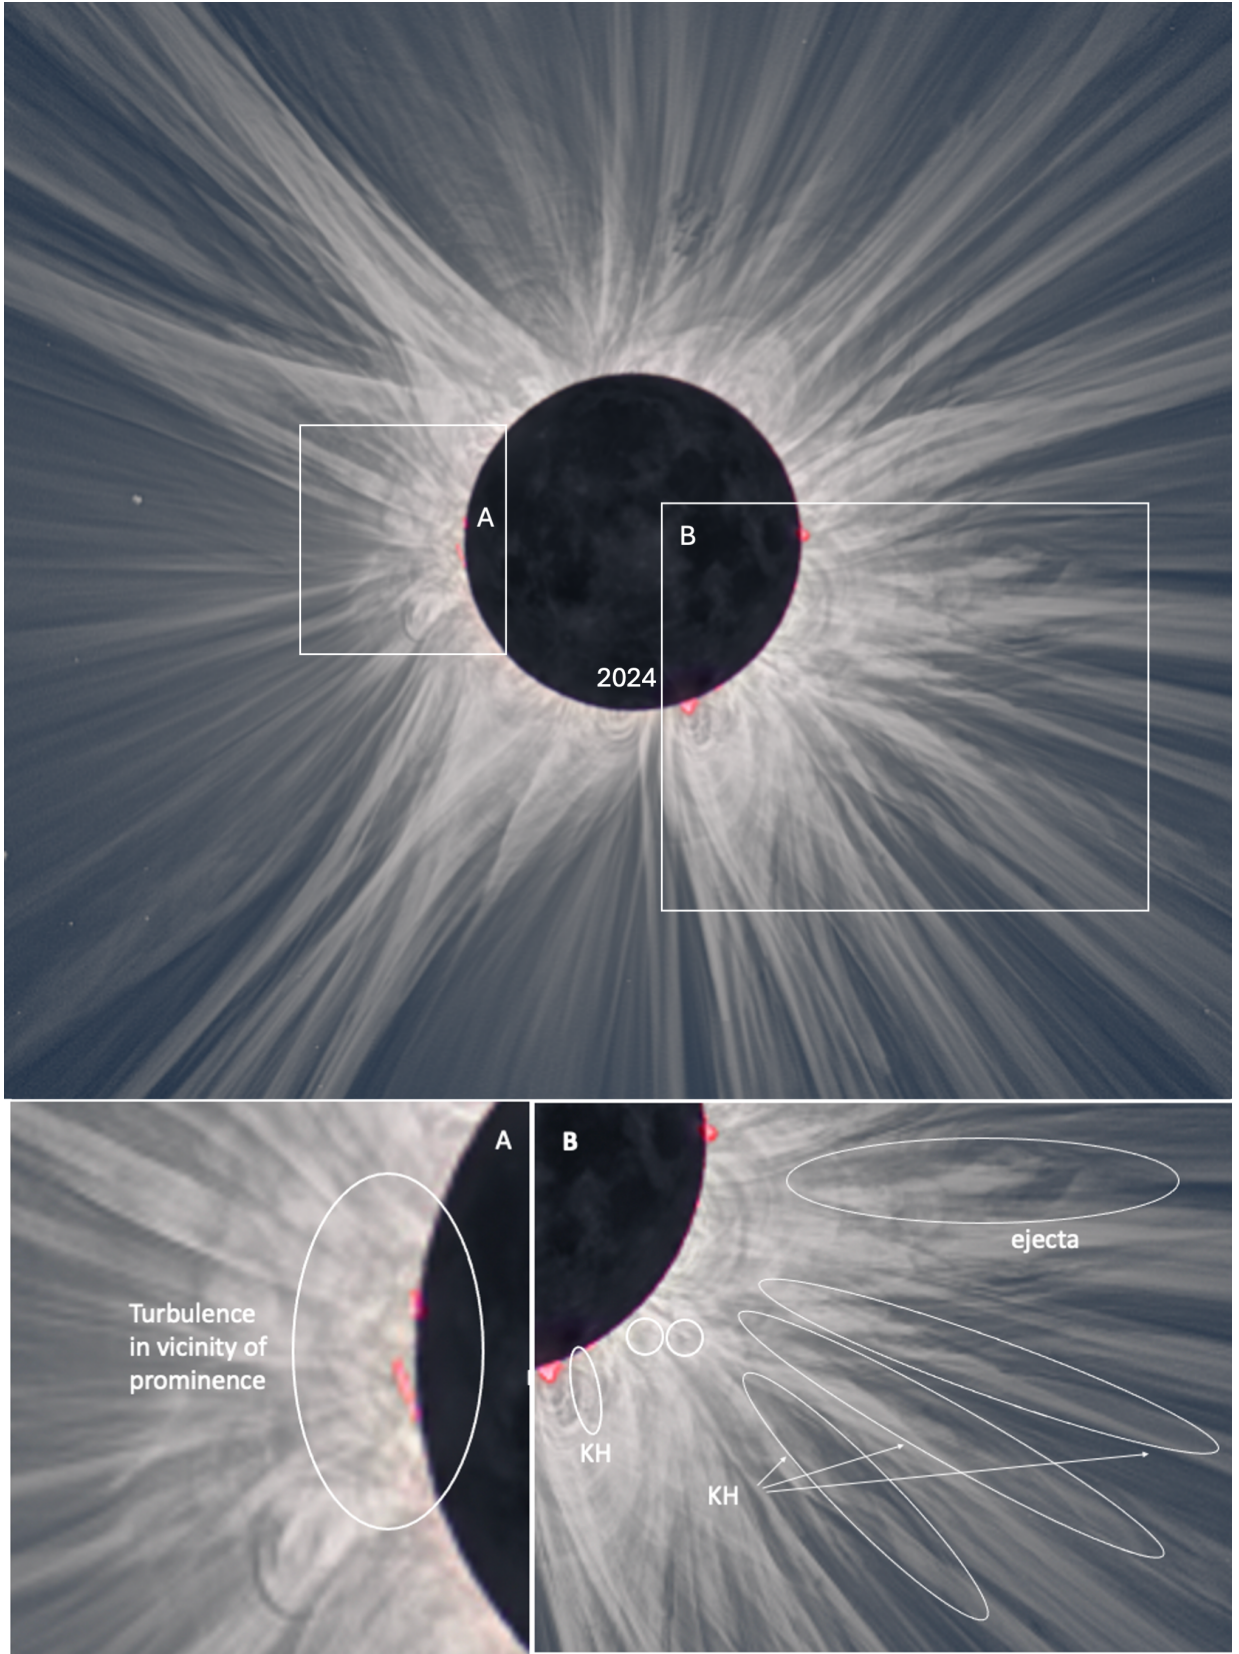 A
B
2024
A
Turbulence
in vicinity of
prominence
B
ejecta
KH
KH